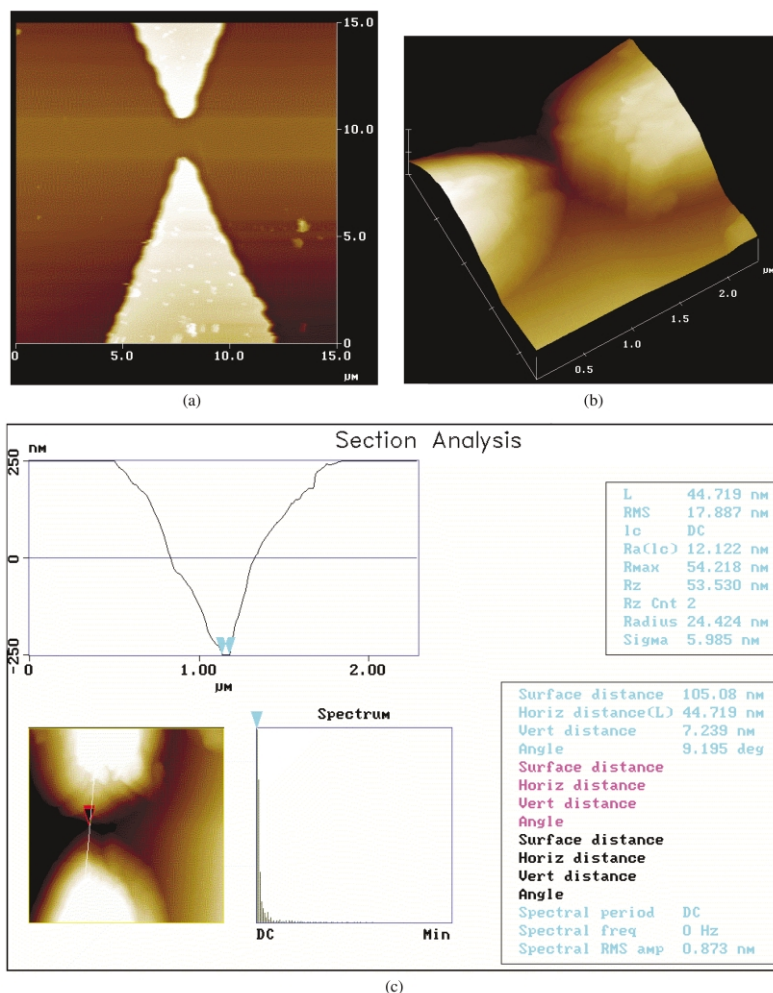 15.0
10.0
5.0
0
0
5.0
10.0
15.0
μM
(a)
μM
2.0
1.5
1.0
0.5
(b)
Section Analysis
nM
250
0
-250
0
1.00
2.00
μM
L 44.719 nM
RMS 17.887 nM
lc DC
Ra(lc) 12.122 nM
Rmax 54.218 nM
Rz 53.530 nM
Rz Cnt 2
Radius 24.424 nM
Sigma 5.985 nM
Spectrum
DC
Min
Surface distance 105.08 nM
Horiz distance(L) 44.719 nM
Vert distance 7.239 nM
Angle 9.195 deg
Surface distance
Horiz distance
Vert distance
Angle
Surface distance
Horiz distance
Vert distance
Angle
Spectral period DC
Spectral freq 0 Hz
Spectral RMS amp 0.873 nM
(c)